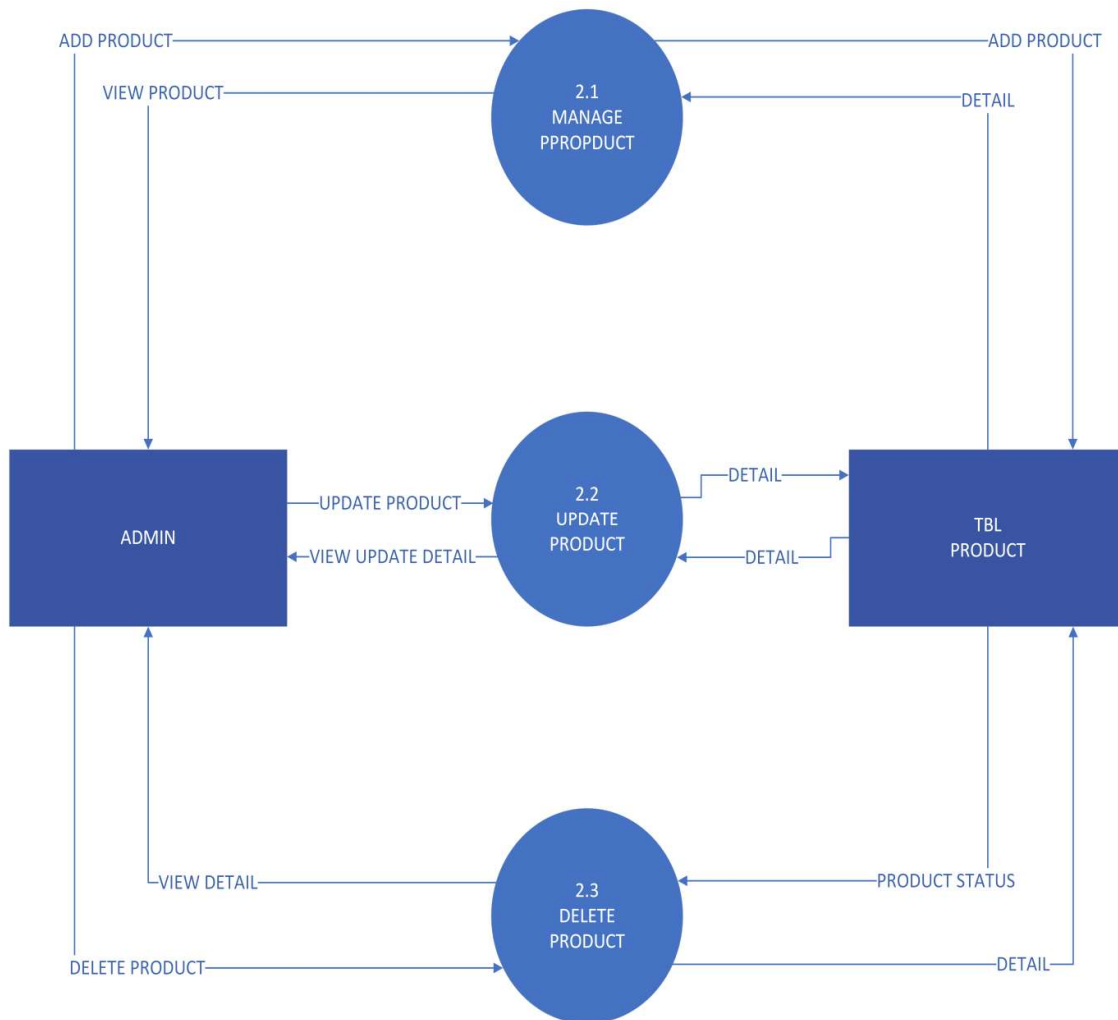 ADD PRODUCT
ADD PRODUCT
VIEW PRODUCT
2.1
MANAGE
PPROPDUCT
DETAIL
ADMIN
UPDATE PRODUCT
VIEW UPDATE DETAIL
2.2
UPDATE
PRODUCT
DETAIL
DETAIL
TBL
PRODUCT
VIEW DETAIL
2.3
DELETE
PRODUCT
PRODUCT STATUS
DELETE PRODUCT
DETAIL